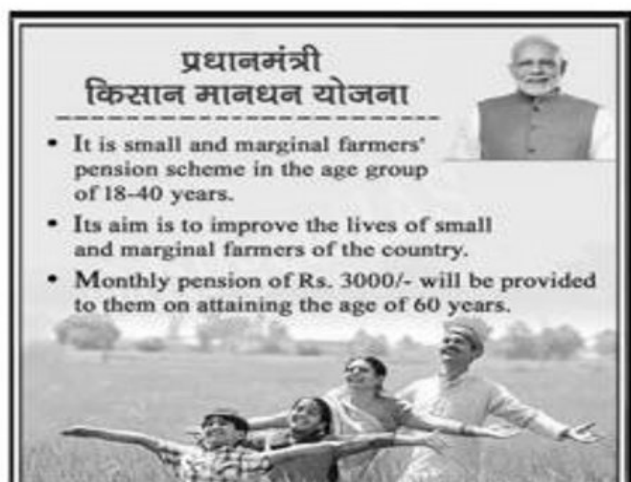 प्रधानमंत्री
किसान मानधन योजना
• It is small and marginal farmers'
pension scheme in the age group
of 18-40 years.
• Its aim is to improve the lives of small
and marginal farmers of the country.
• Monthly pension of Rs. 3000/- will be provided
to them on attaining the age of 60 years.